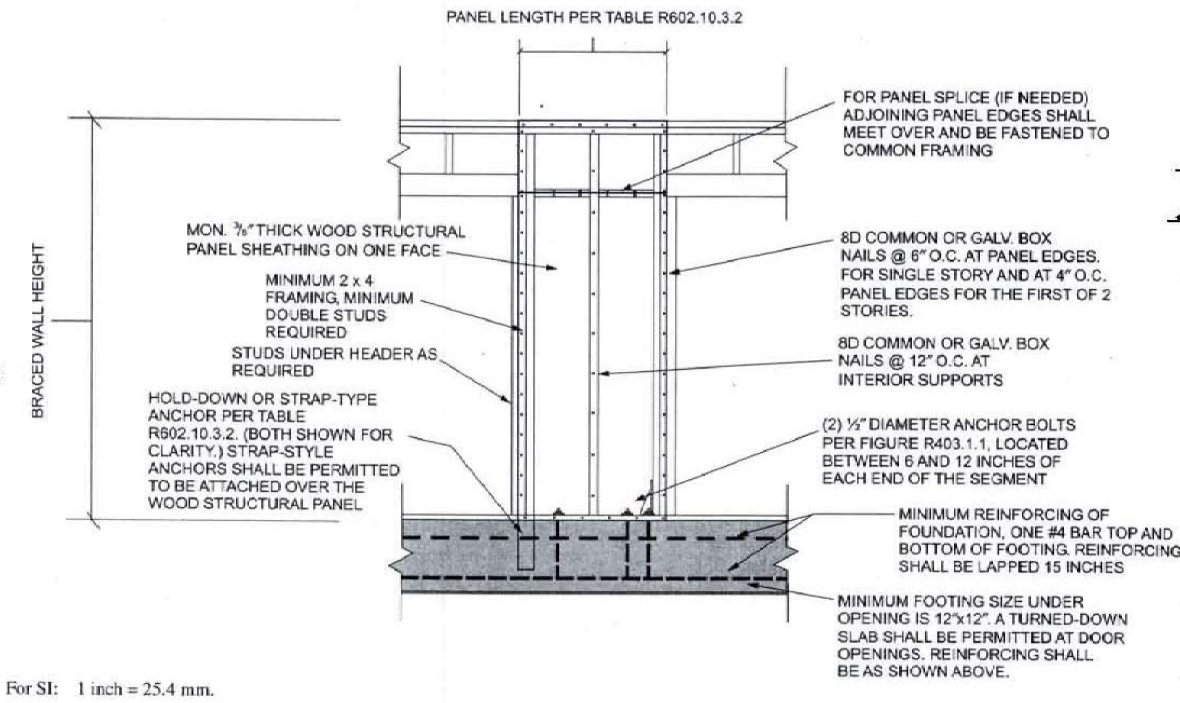 PANEL LENGTH PER TABLE R602.10.3.2
FOR PANEL SPLICE (IF NEEDED)
ADJOINING PANEL EDGES SHALL
MEET OVER AND BE FASTENED TO
COMMON FRAMING
MON. 3/8" THICK WOOD STRUCTURAL
PANEL SHEATHING ON ONE FACE
MINIMUM 2 x 4
FRAMING, MINIMUM
DOUBLE STUDS
REQUIRED
STUDS UNDER HEADER AS
REQUIRED
HOLD-DOWN OR STRAP-TYPE
ANCHOR PER TABLE
R602.10.3.2. (BOTH SHOWN FOR
CLARITY.) STRAP-STYLE
ANCHORS SHALL BE PERMITTED
TO BE ATTACHED OVER THE
WOOD STRUCTURAL PANEL
BRACED WALL HEIGHT
8D COMMON OR GALV. BOX
NAILS @ 6" O.C. AT PANEL EDGES.
FOR SINGLE STORY AND AT 4" O.C.
PANEL EDGES FOR THE FIRST OF 2
STORIES.
8D COMMON OR GALV. BOX
NAILS @ 12" O.C. AT
INTERIOR SUPPORTS
(2) ½" DIAMETER ANCHOR BOLTS
PER FIGURE R403.1.1, LOCATED
BETWEEN 6 AND 12 INCHES OF
EACH END OF THE SEGMENT
MINIMUM REINFORCING OF
FOUNDATION, ONE #4 BAR TOP AND
BOTTOM OF FOOTING. REINFORCING
SHALL BE LAPPED 15 INCHES
MINIMUM FOOTING SIZE UNDER
OPENING IS 12"x12". A TURNED-DOWN
SLAB SHALL BE PERMITTED AT DOOR
OPENINGS. REINFORCING SHALL
BE AS SHOWN ABOVE.
For SI: 1 inch = 25.4 mm.